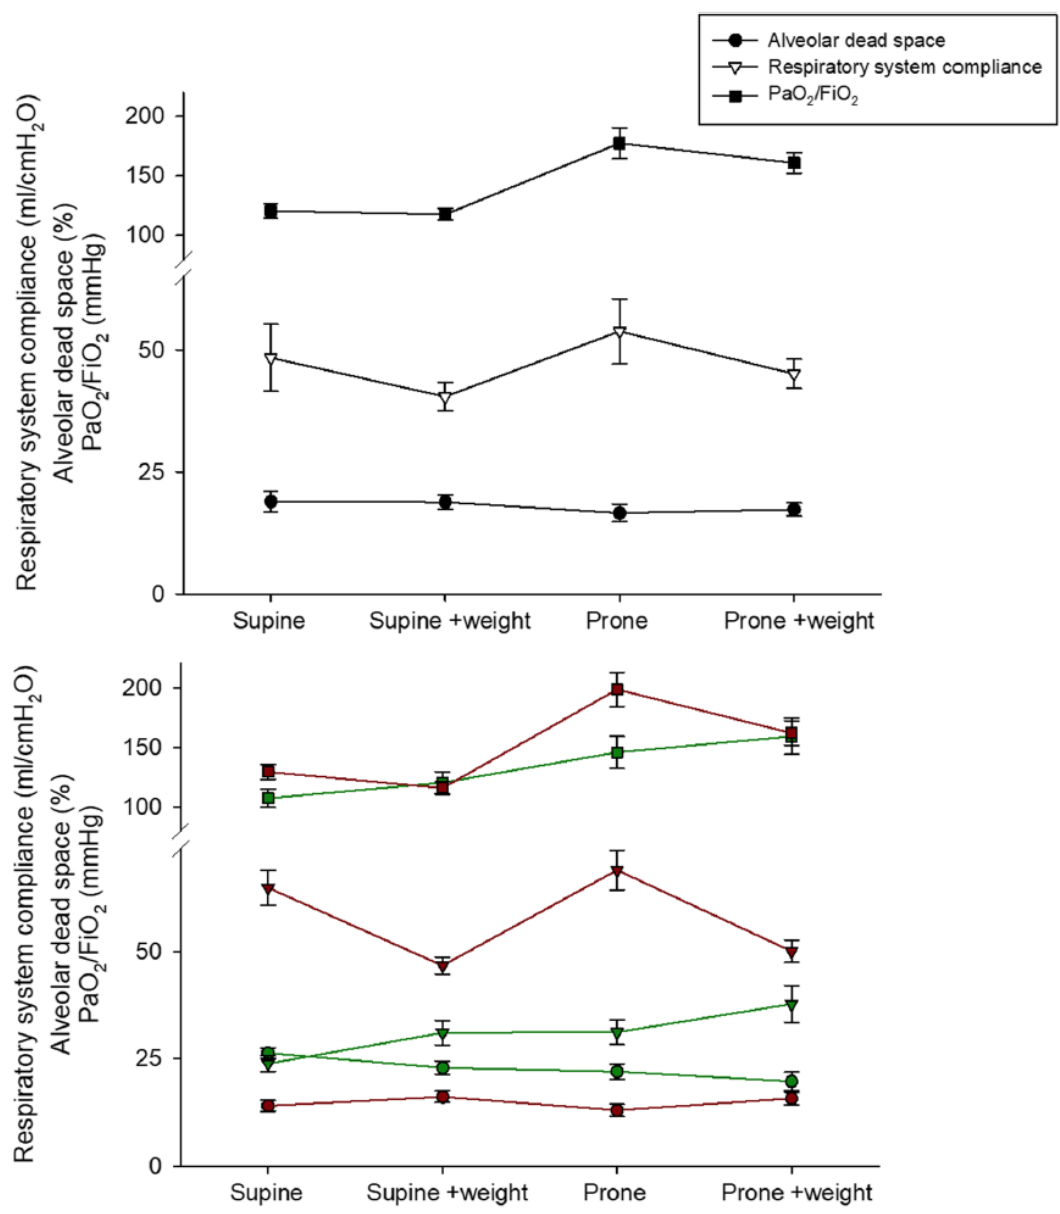 Alveolar dead space
Respiratory system compliance
PaO₂/FiO₂
Respiratory system compliance (ml/cmH₂O)
Alveolar dead space (%)
PaO₂/FiO₂ (mmHg)
200
150
100
50
25
0
Supine Supine +weight Prone Prone +weight
Respiratory system compliance (ml/cmH₂O)
Alveolar dead space (%)
PaO₂/FiO₂ (mmHg)
200
150
100
50
25
0
Supine Supine +weight Prone Prone +weight